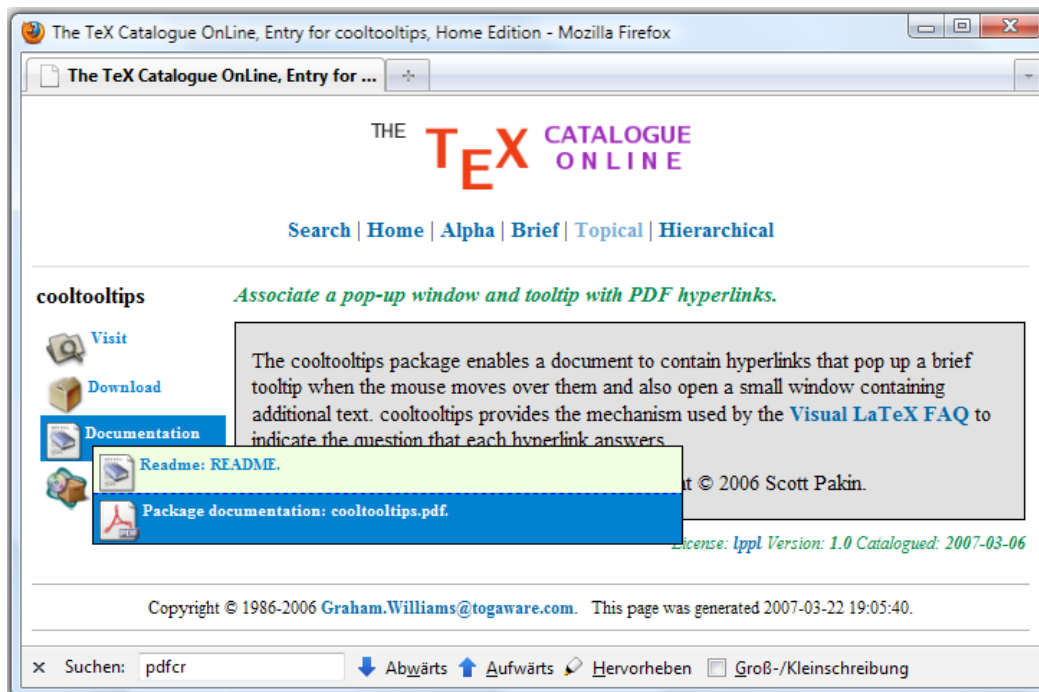 The TeX Catalogue OnLine, Entry for cooltooltips, Home Edition - Mozilla Firefox
The TeX Catalogue OnLine, Entry for ...
THE TEX CATALOGUE
ONLINE
Search | Home | Alpha | Brief | Topical | Hierarchical
cooltooltips
Visit
Download
Documentation
Readme: README.
Package documentation: cooltooltips.pdf.
Associate a pop-up window and tooltip with PDF hyperlinks.
The cooltooltips package enables a document to contain hyperlinks that pop up a brief
tooltip when the mouse moves over them and also open a small window containing
additional text. cooltooltips provides the mechanism used by the Visual LaTeX FAQ to
indicate the question that each hyperlink answers.
© 2006 Scott Pakin.
License: lppl Version: 1.0 Catalogued: 2007-03-06
Copyright © 1986-2006 Graham.Williams@togaware.com. This page was generated 2007-03-22 19:05:40.
Suchen: pdfcr Abwärts Aufwärts Hervorheben Groß-/Kleinschreibung